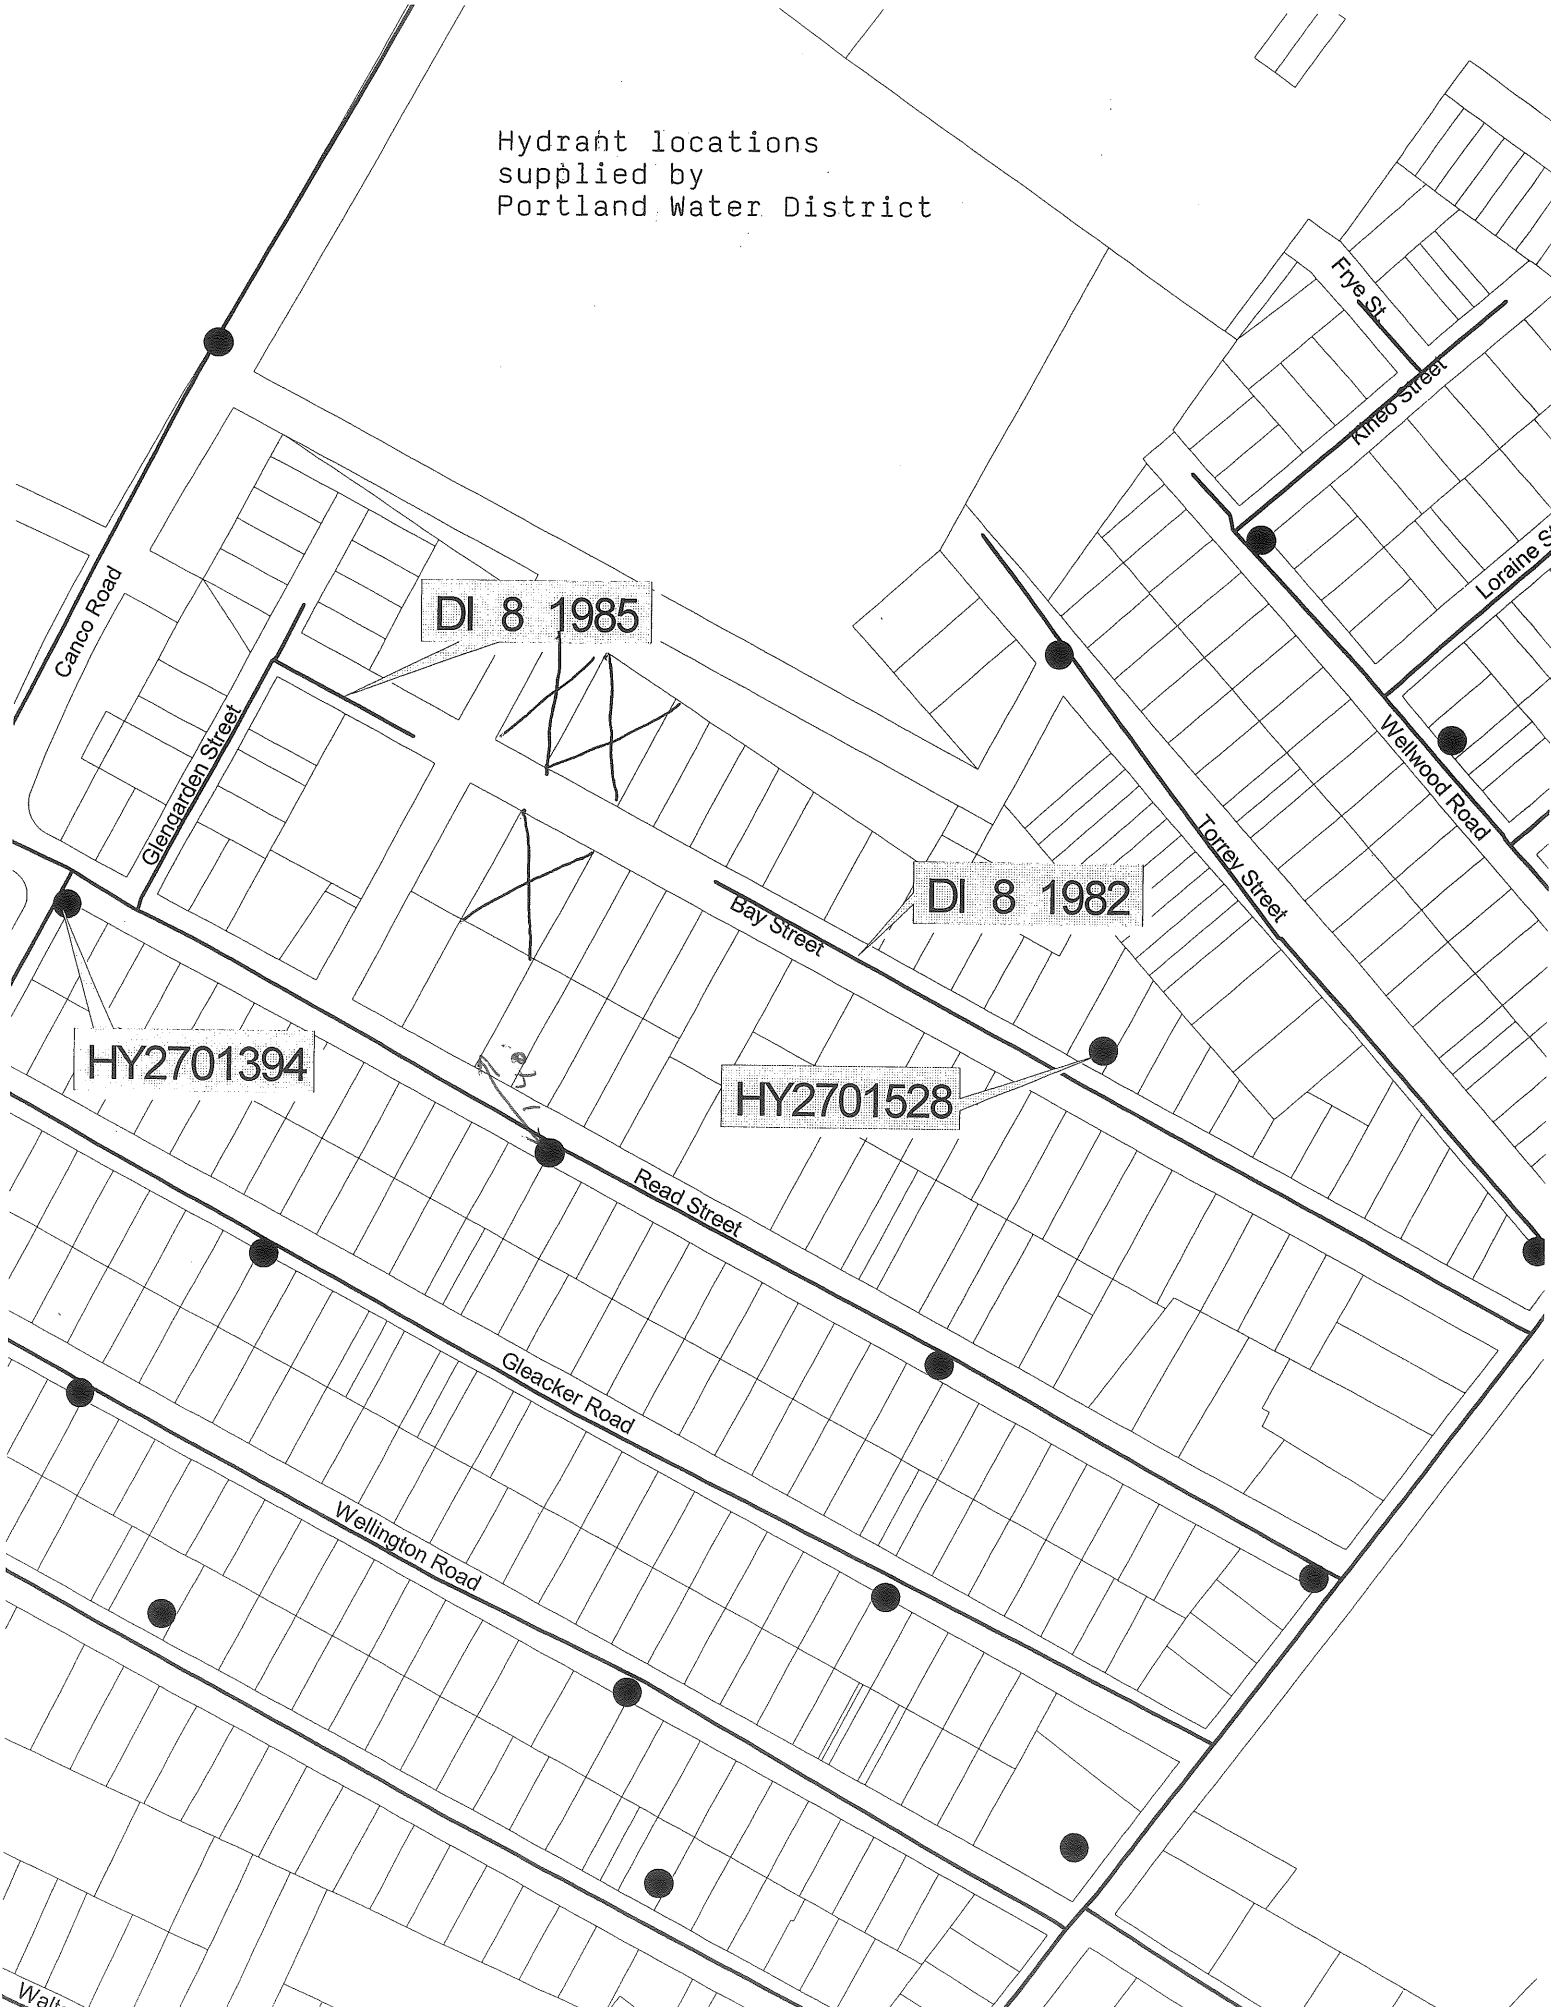 Hydrant locations
supplied by
Portland Water District
Frye St
Kineo Street
Loraine S
Canco Road
DI 8 1985
Glengarden Street
Wellwood Road
Torrey Street
DI 8 1982
Bay Street
HY2701394
HY2701528
Read Street
Gleacker Road
Wellington Road